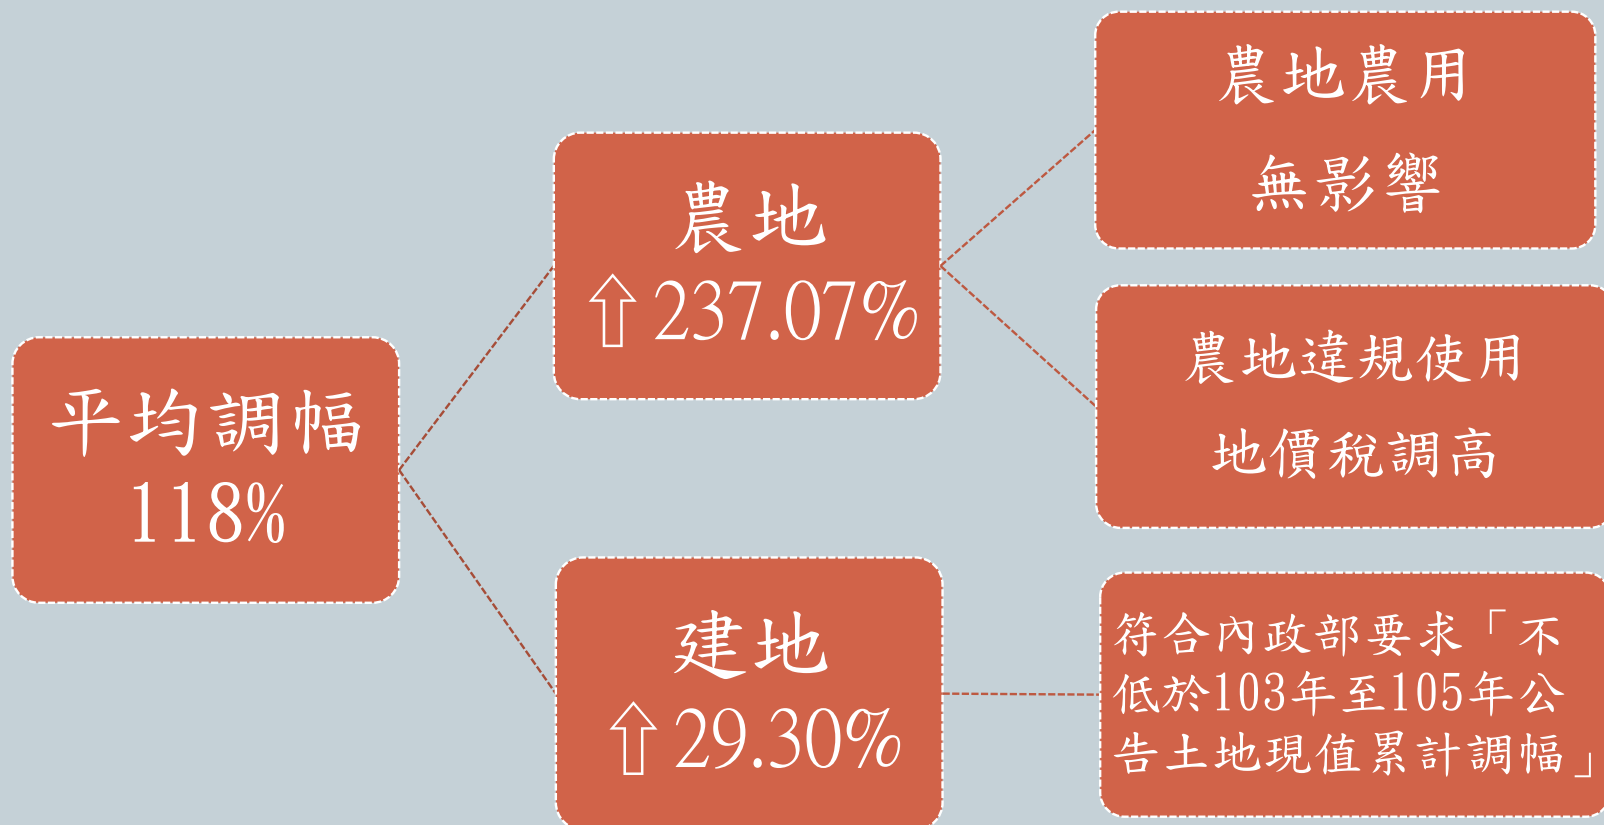 平均調幅
118%
農地
⇧237.07%
農地農用
無影響
農地違規使用
地價稅調高
建地
⇧29.30%
符合內政部要求「不
低於103年至105年公
告土地現值累計調幅」